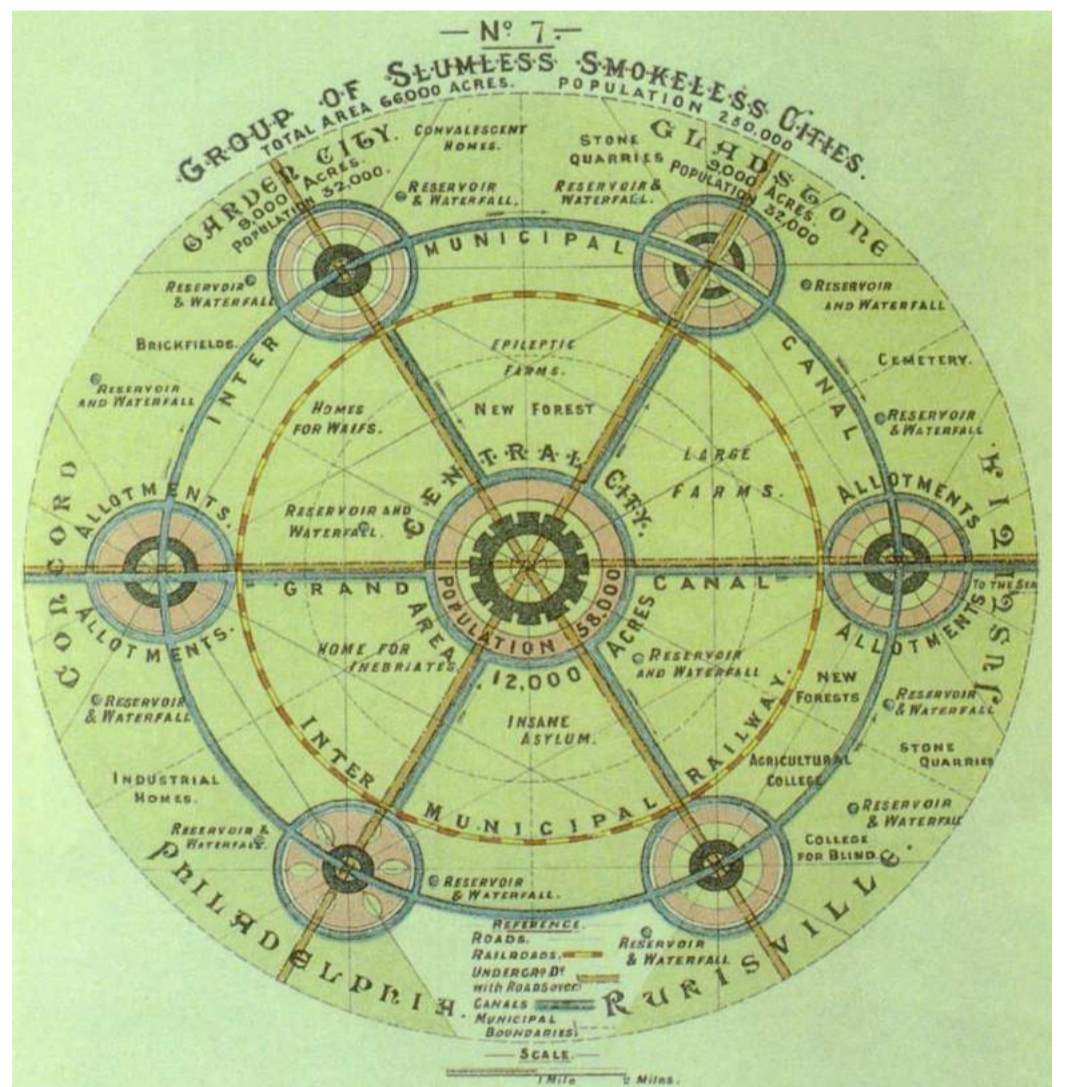 — Nº 7. —
GROUP OF SLUMLESS SMOKELESS CITIES.
TOTAL AREA 66,000 ACRES. POPULATION 250,000
GARDEN CITY.
9,000 ACRES.
POPULATION 32,000.
CONVALESCENT
HOMES.
STONE
QUARRIES
GLADSTONE
9,000 ACRES.
POPULATION 32,000
RESERVOIR
& WATERFALL.
RESERVOIR &
WATERFALL.
INTER MUNICIPAL CANAL
RESERVOIR
& WATERFALL
RESERVOIR
AND WATERFALL
BRICKFIELDS.
EPILEPTIC
FARMS.
CEMETERY.
RESERVOIR
AND WATERFALL
HOMES
FOR WAIFS.
NEW FOREST
RESERVOIR
& WATERFALL
LARGE
FARMS.
CENTRAL CITY.
CONCORD
ALLOTMENTS.
RESERVOIR AND
WATERFALL.
ALLOTMENTS
JUSTITIA
GRAND CANAL
TO THE SEA
POPULATION 58,000
AREA 12,000 ACRES
ALLOTMENTS.
ALLOTMENTS
HOME FOR
INEBRIATES.
RESERVOIR
AND WATERFALL
RESERVOIR
& WATERFALL
NEW
FORESTS
RESERVOIR
& WATERFALL
INSANE
ASYLUM.
STONE
QUARRIES
INTER MUNICIPAL RAILWAY.
AGRICULTURAL
COLLEGE
INDUSTRIAL
HOMES.
RESERVOIR
& WATERFALL
RESERVOIR &
WATERFALL.
COLLEGE
FOR BLIND
PHILADELPHIA.
RESERVOIR
& WATERFALL.
RURISVILLE.
REFERENCE.
ROADS.
RAILROADS.
UNDERGRD Dº
with ROADS over
CANALS
MUNICIPAL
BOUNDARIES.
RESERVOIR
& WATERFALL
— SCALE. —
1 Mile 2 Miles.